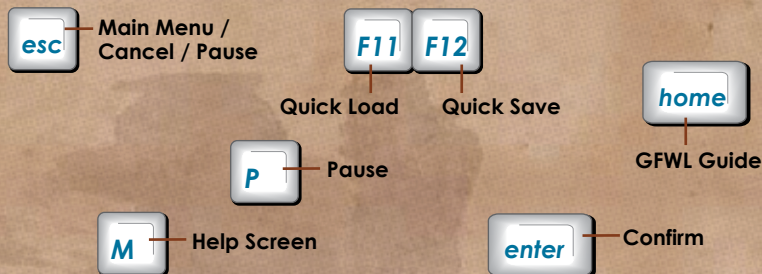 esc
Main Menu /
Cancel / Pause
F11
F12
Quick Load
Quick Save
home
GFWL Guide
P
Pause
M
Help Screen
enter
Confirm